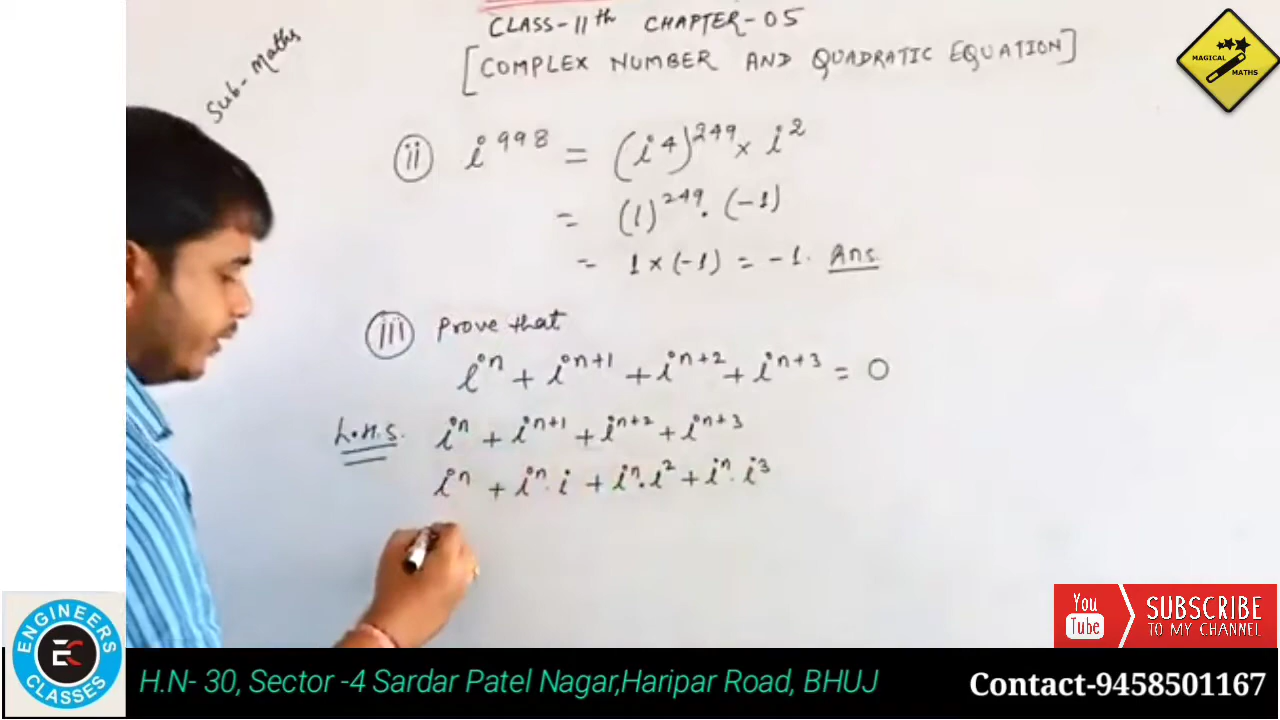 Sub- Maths
CLASS-11th CHAPTER-05
[COMPLEX NUMBER AND QUADRATIC EQUATION]
MAGICAL
MATHS
(ii) i^998 = (i^4)^249 × i^2
= (1)^249 . (-1)
= 1 × (-1) = -1. Ans
(iii) Prove that
i^n + i^n+1 + i^n+2 + i^n+3 = 0
L.H.S. i^n + i^n+1 + i^n+2 + i^n+3
i^n + i^n . i + i^n . i^2 + i^n . i^3
ENGINEERS
EC
CLASSES
You
Tube
SUBSCRIBE
TO MY CHANNEL
H.N- 30, Sector -4 Sardar Patel Nagar,Haripar Road, BHUJ
Contact-9458501167